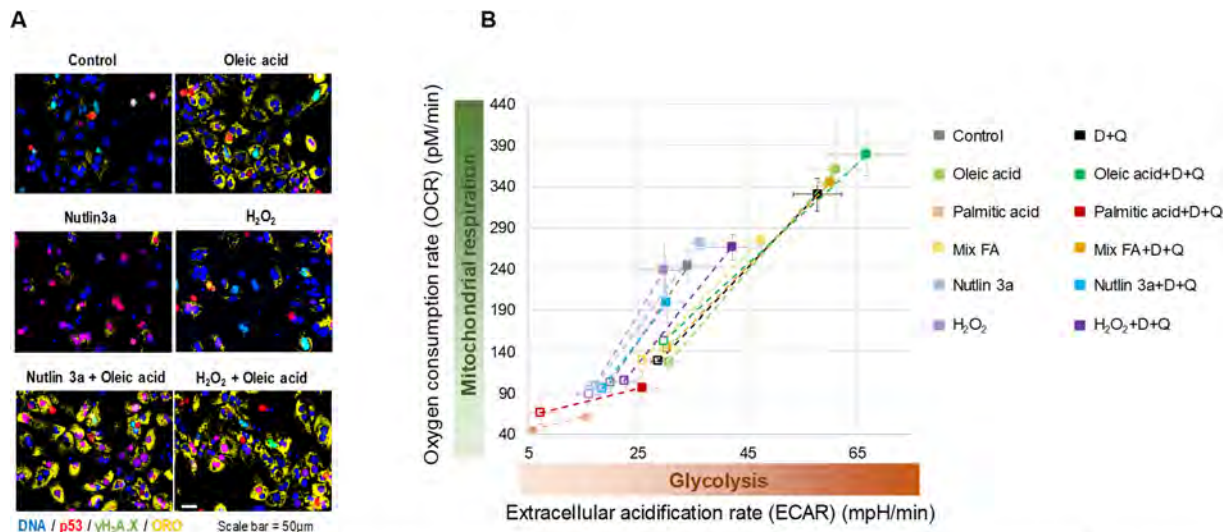 A
Control
Oleic acid
Nutlin3a
H₂O₂
Nutlin 3a + Oleic acid
H₂O₂ + Oleic acid
DNA / p53 / γH₂A.X / ORO
Scale bar = 50µm
B
Oxygen consumption rate (OCR) (pM/min)
Mitochondrial respiration
440
390
340
290
240
190
140
90
40
5
25
45
65
Glycolysis
Extracellular acidification rate (ECAR) (mpH/min)
Control
D+Q
Oleic acid
Oleic acid+D+Q
Palmitic acid
Palmitic acid+D+Q
Mix FA
Mix FA+D+Q
Nutlin 3a
Nutlin 3a+D+Q
H₂O₂
H₂O₂+D+Q